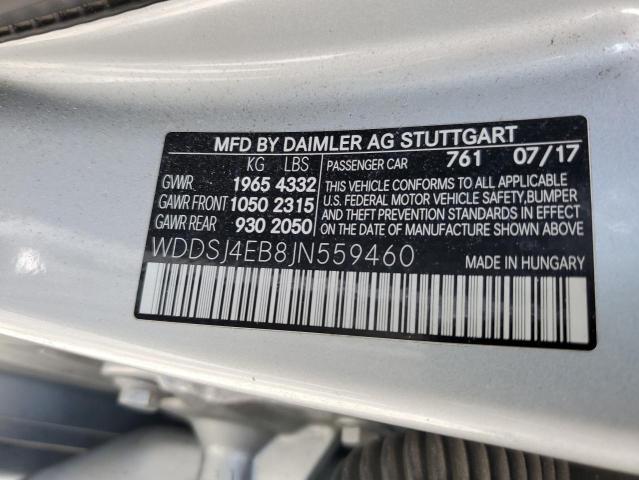 MFD BY DAIMLER AG STUTTGART
KG LBS PASSENGER CAR 761 07/17
GVWR 1965 4332
GAWR FRONT 1050 2315
GAWR REAR 930 2050
THIS VEHICLE CONFORMS TO ALL APPLICABLE
U.S. FEDERAL MOTOR VEHICLE SAFETY, BUMPER
AND THEFT PREVENTION STANDARDS IN EFFECT
ON THE DATE OF MANUFACTURE SHOWN ABOVE
WDDSJ4EB8JN559460 MADE IN HUNGARY